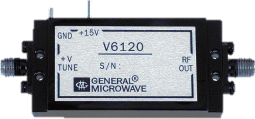 GND +15V
V6120
+V TUNE S/N: RF OUT
GENERAL®
MICROWAVE